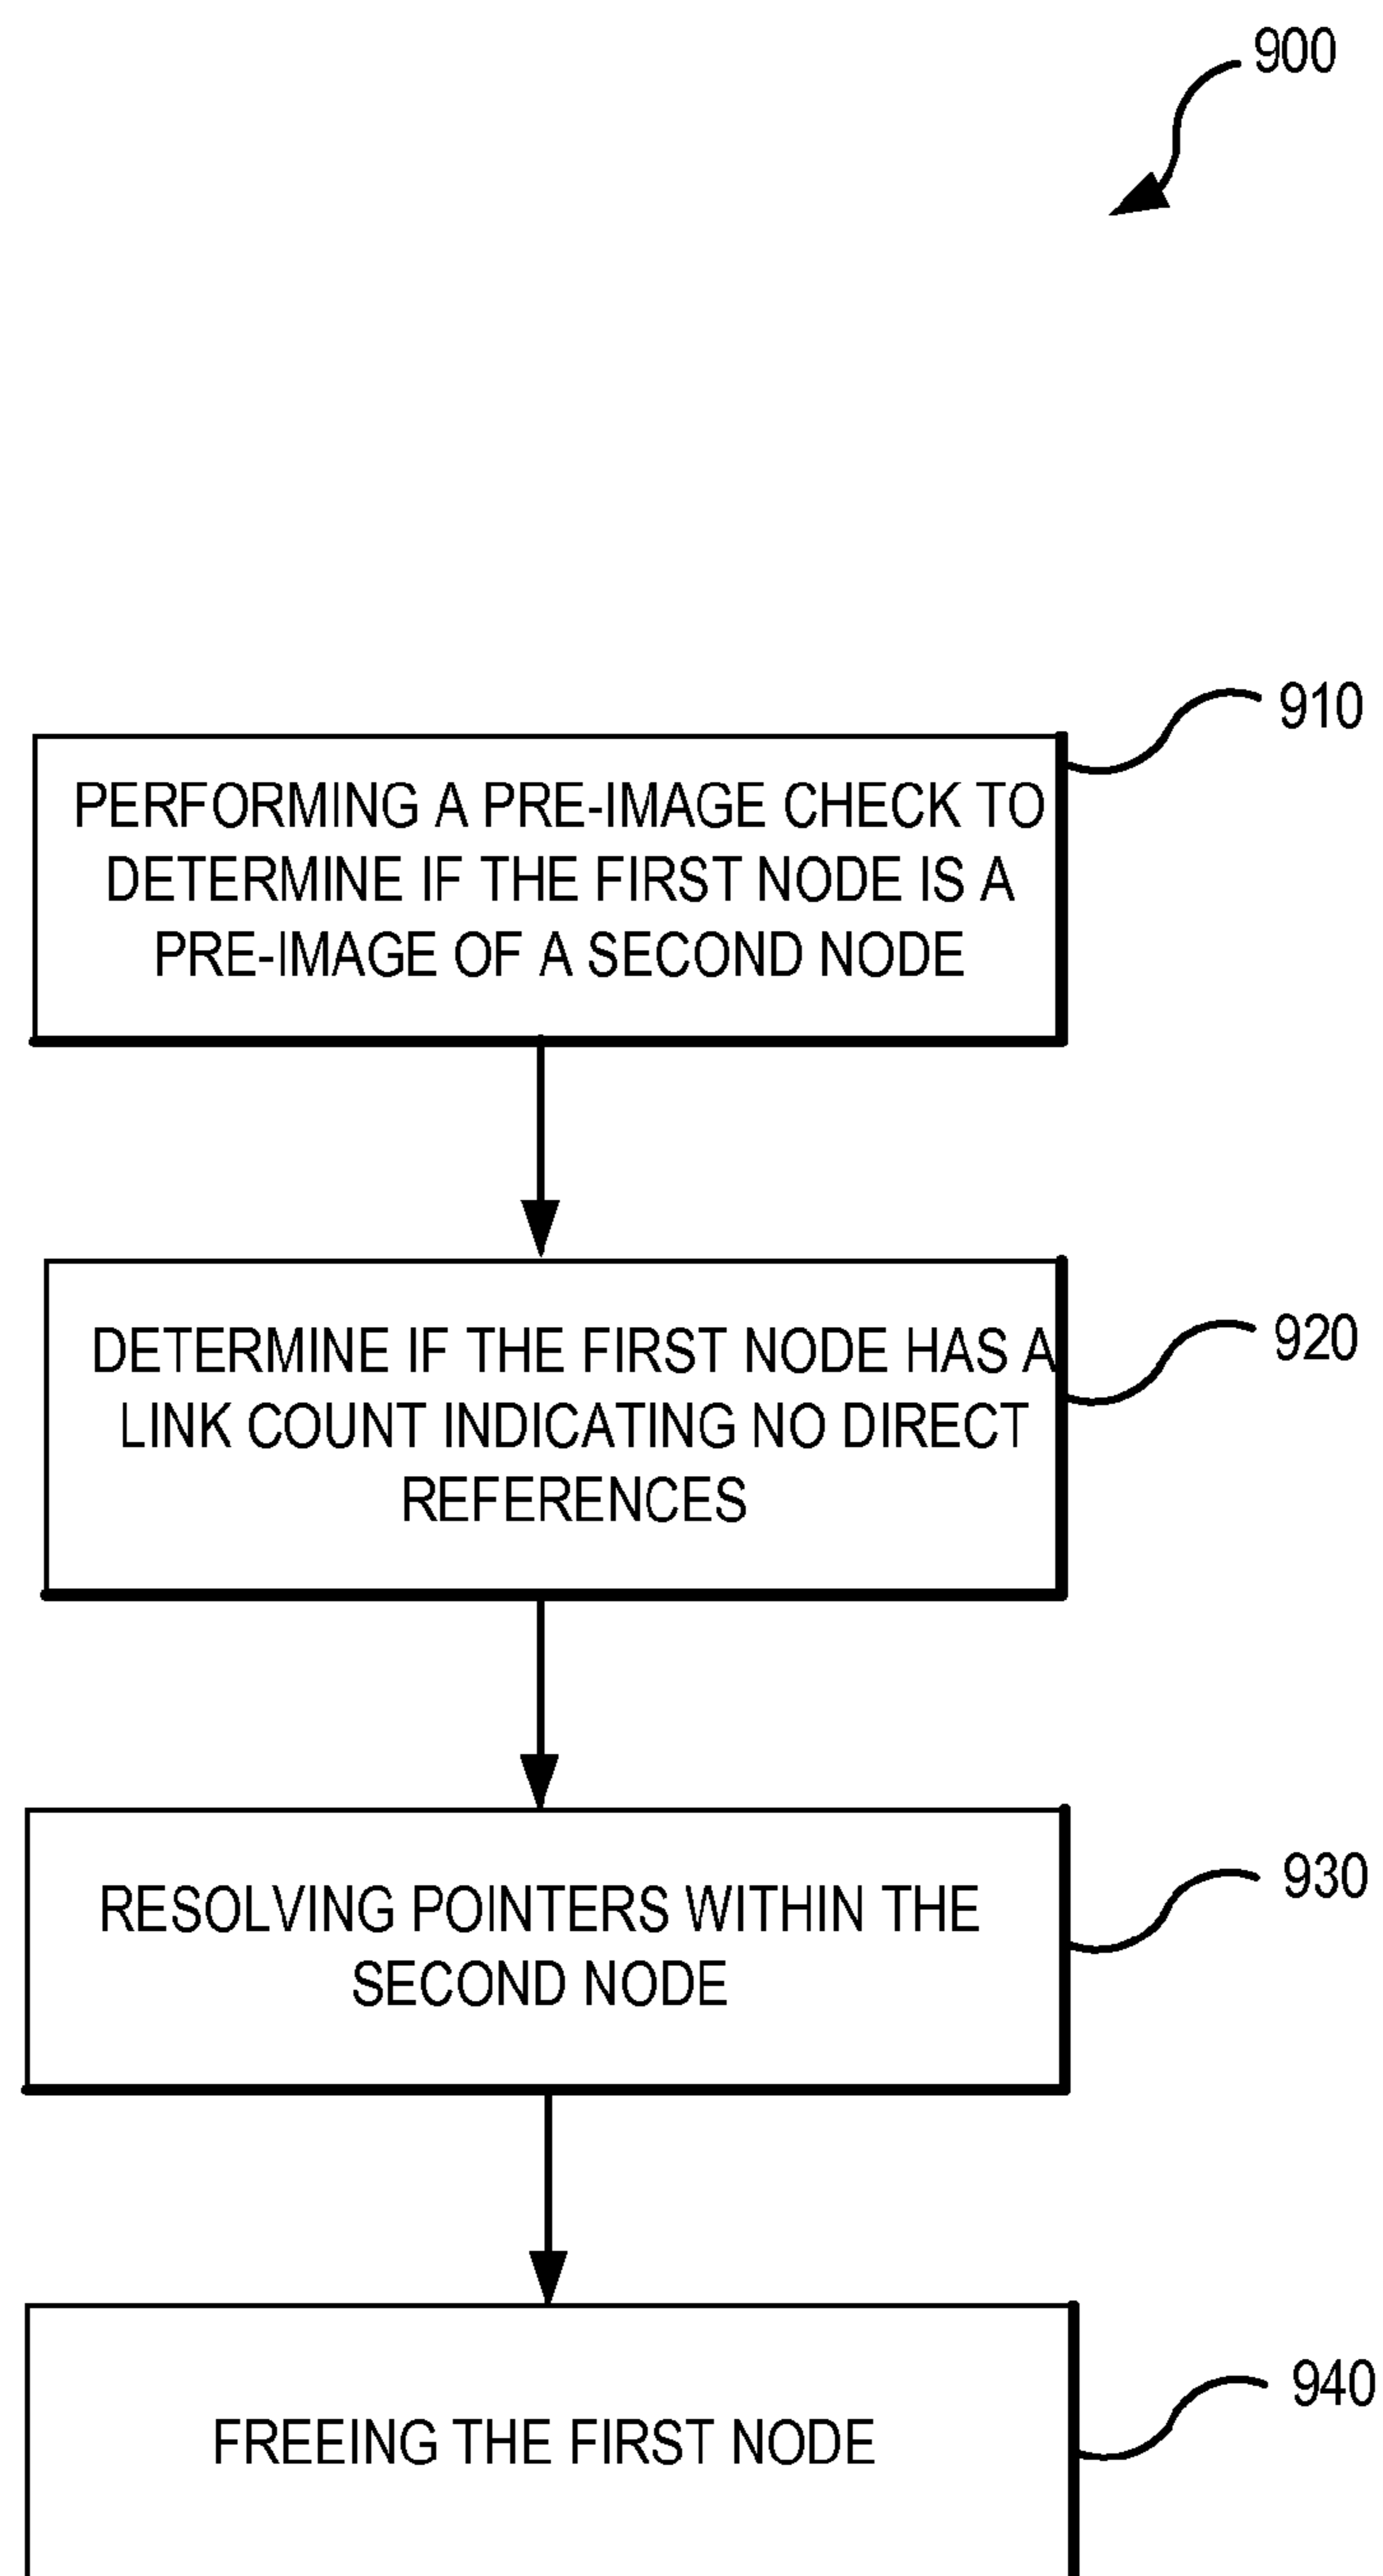 900
910
PERFORMING A PRE-IMAGE CHECK TO
DETERMINE IF THE FIRST NODE IS A
PRE-IMAGE OF A SECOND NODE
920
DETERMINE IF THE FIRST NODE HAS A
LINK COUNT INDICATING NO DIRECT
REFERENCES
930
RESOLVING POINTERS WITHIN THE
SECOND NODE
940
FREEING THE FIRST NODE